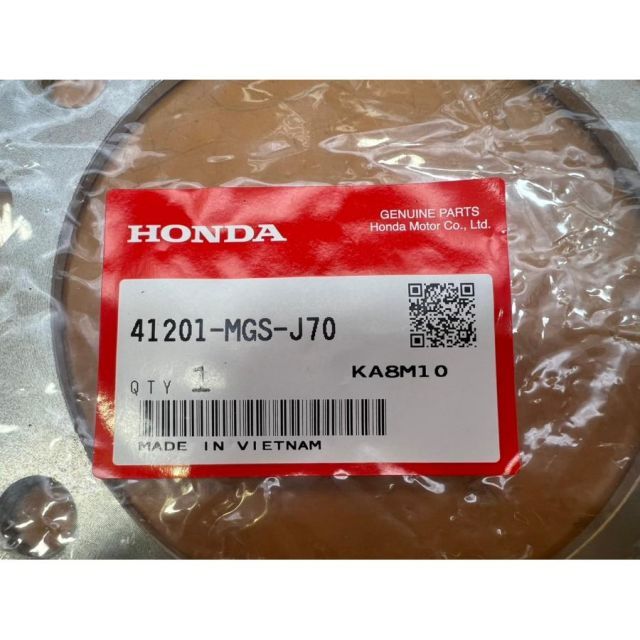 HONDA
GENUINE PARTS
Honda Motor Co., Ltd.
41201-MGS-J70
QTY 1
KA8M10
MADE IN VIETNAM